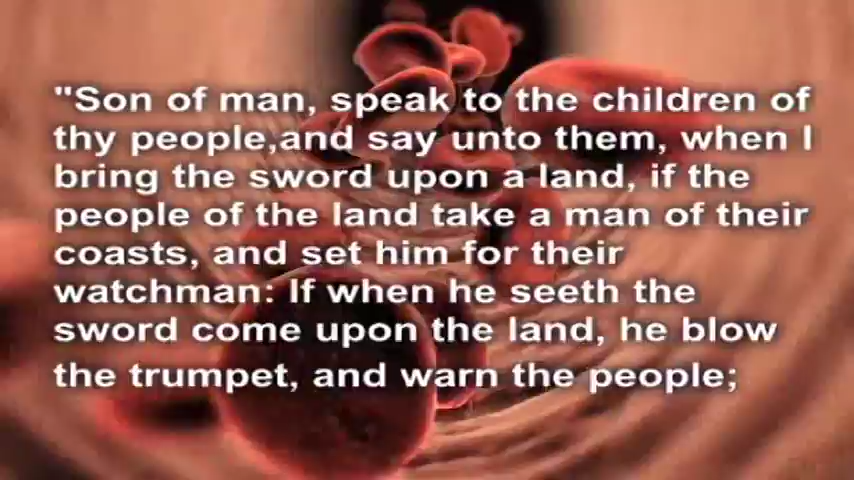 "Son of man, speak to the children of
thy people,and say unto them, when I
bring the sword upon a land, if the
people of the land take a man of their
coasts, and set him for their
watchman: If when he seeth the
sword come upon the land, he blow
the trumpet, and warn the people;